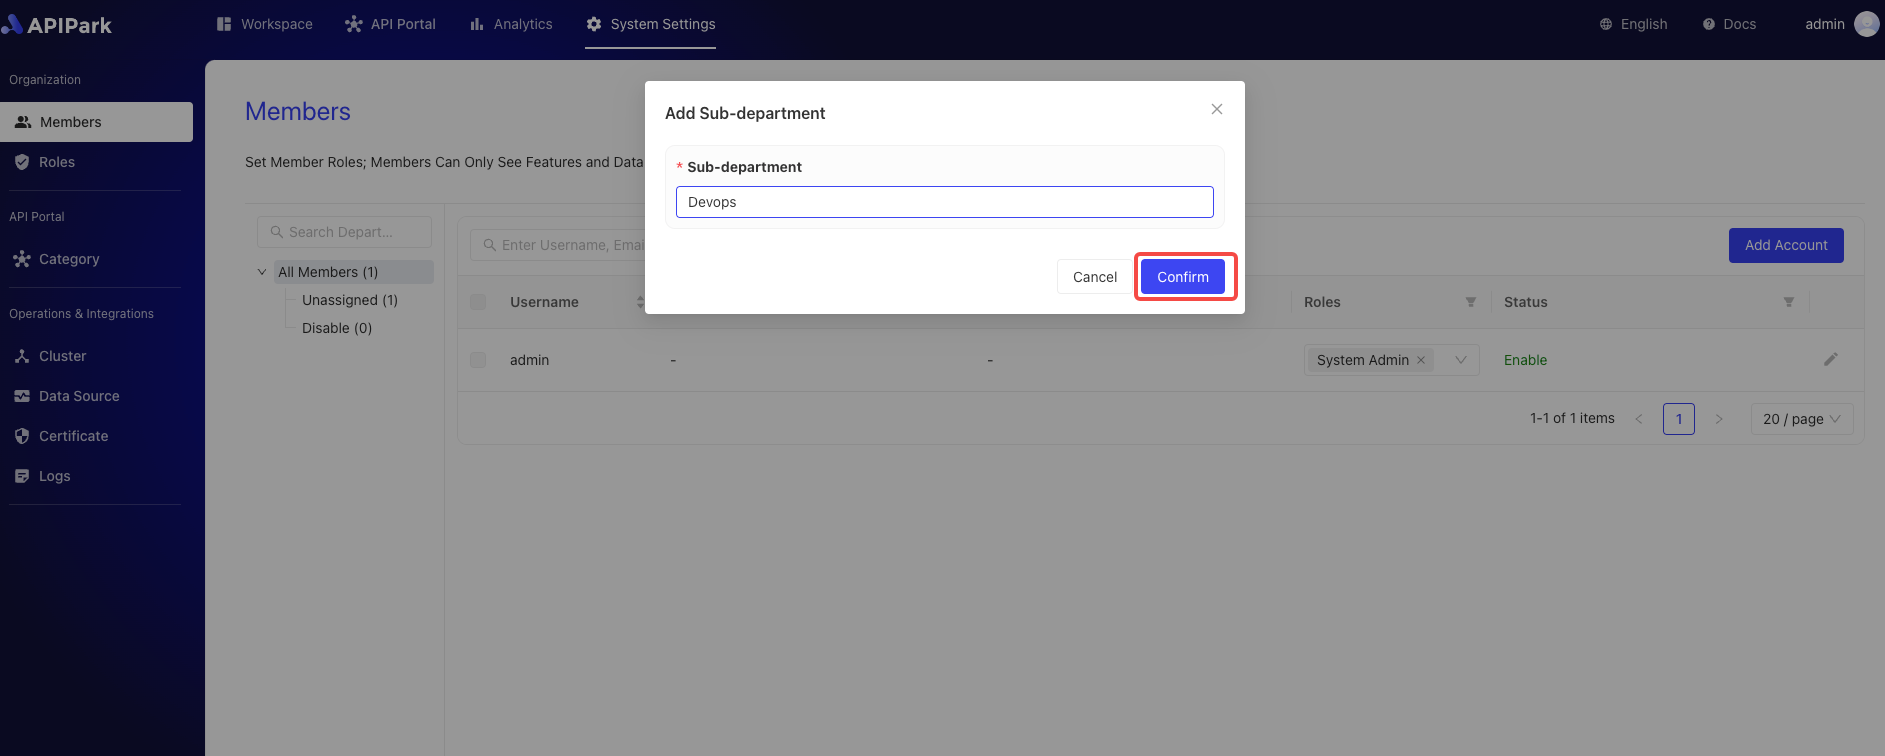 APIPark
Workspace
API Portal
Analytics
System Settings
English
Docs
admin
Organization
Members
Roles
API Portal
Category
Operations & Integrations
Cluster
Data Source
Certificate
Logs
Members
Set Member Roles; Members Can Only See Features and Data
Search Depart...
All Members (1)
Unassigned (1)
Disable (0)
Enter Username, Emai
Add Account
Username
Roles
Status
admin
-
-
System Admin ×
Enable
1-1 of 1 items
<
1
>
20 / page
Add Sub-department
* Sub-department
Devops
Cancel
Confirm